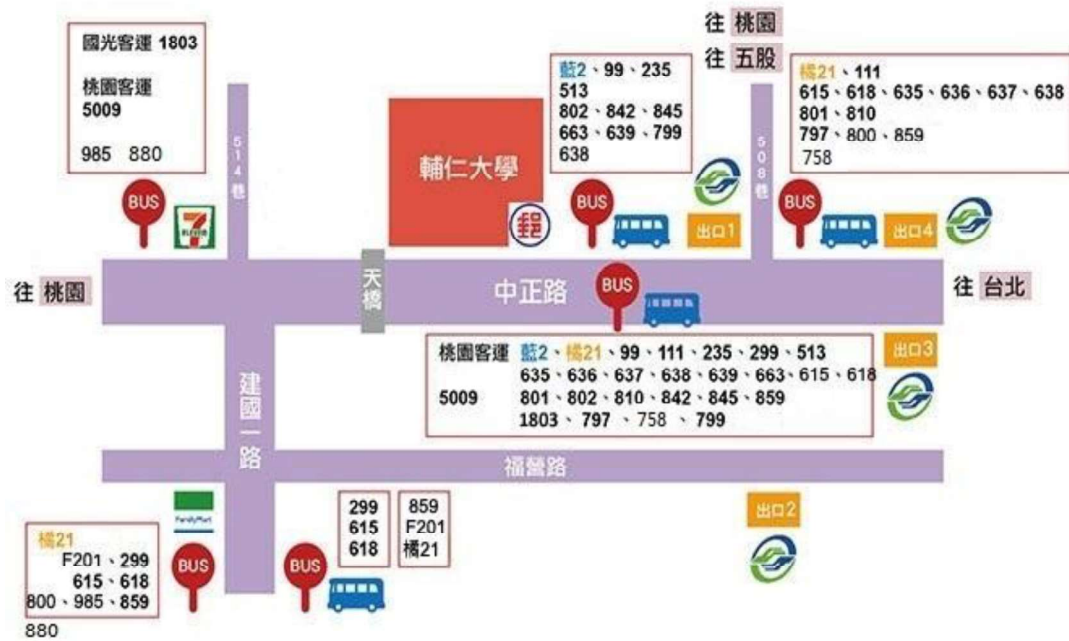 往 桃園
往 五股
國光客運 1803
桃園客運
5009
985 880
藍2、99、235
513
802、842、845
663、639、799
638
橘21、111
615、618、635、636、637、638
801、810
797、800、859
758
514巷
508巷
輔仁大學
郵
BUS
7
ELEVEN
BUS
出口1
BUS
出口4
往 桃園
天橋
中正路
BUS
往 台北
桃園客運 藍2、橘21、99、111、235、299、513
635、636、637、638、639、663、615、618
5009 801、802、810、842、845、859
1803、797、758、799
出口3
建國一路
福營路
FamilyMart
橘21
F201、299
615、618
800、985、859
880
BUS
BUS
299
615
618
859
F201
橘21
出口2